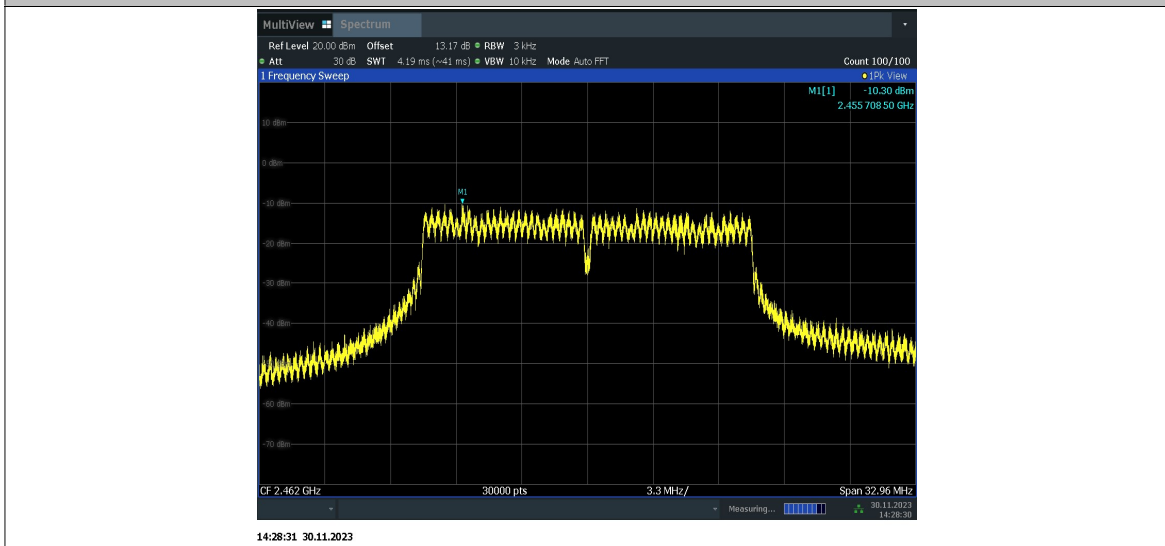 MultiView Spectrum
Ref Level 20.00 dBm Offset 13.17 dB RBW 3 kHz
Att 30 dB SWT 4.19 ms (~41 ms) VBW 10 kHz Mode Auto FFT Count 100/100
1 Frequency Sweep 1Pk View
M1[1] -10.30 dBm
2.455 708 50 GHz
10 dBm
0 dBm
M1
-10 dBm
-20 dBm
-30 dBm
-40 dBm
-60 dBm
-70 dBm
CF 2.462 GHz 30000 pts 3.3 MHz/ Span 32.96 MHz
Measuring... 30.11.2023
14:28:30
14:28:31 30.11.2023